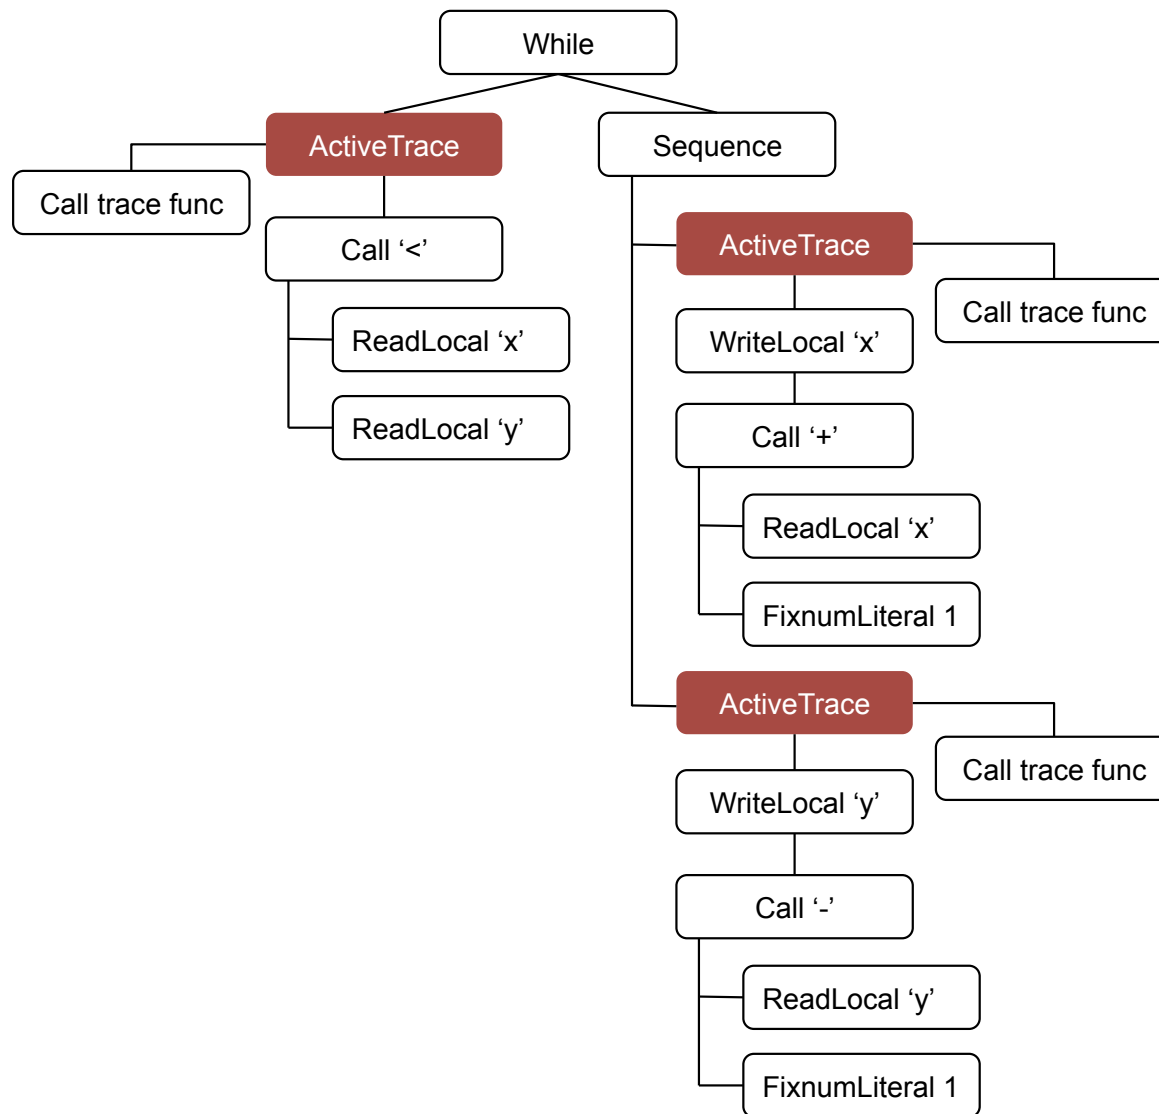 While
ActiveTrace
Sequence
Call trace func
Call ‘<’
ReadLocal ‘x’
ReadLocal ‘y’
ActiveTrace
Call trace func
WriteLocal ‘x’
Call ‘+’
ReadLocal ‘x’
FixnumLiteral 1
ActiveTrace
Call trace func
WriteLocal ‘y’
Call ‘-’
ReadLocal ‘y’
FixnumLiteral 1